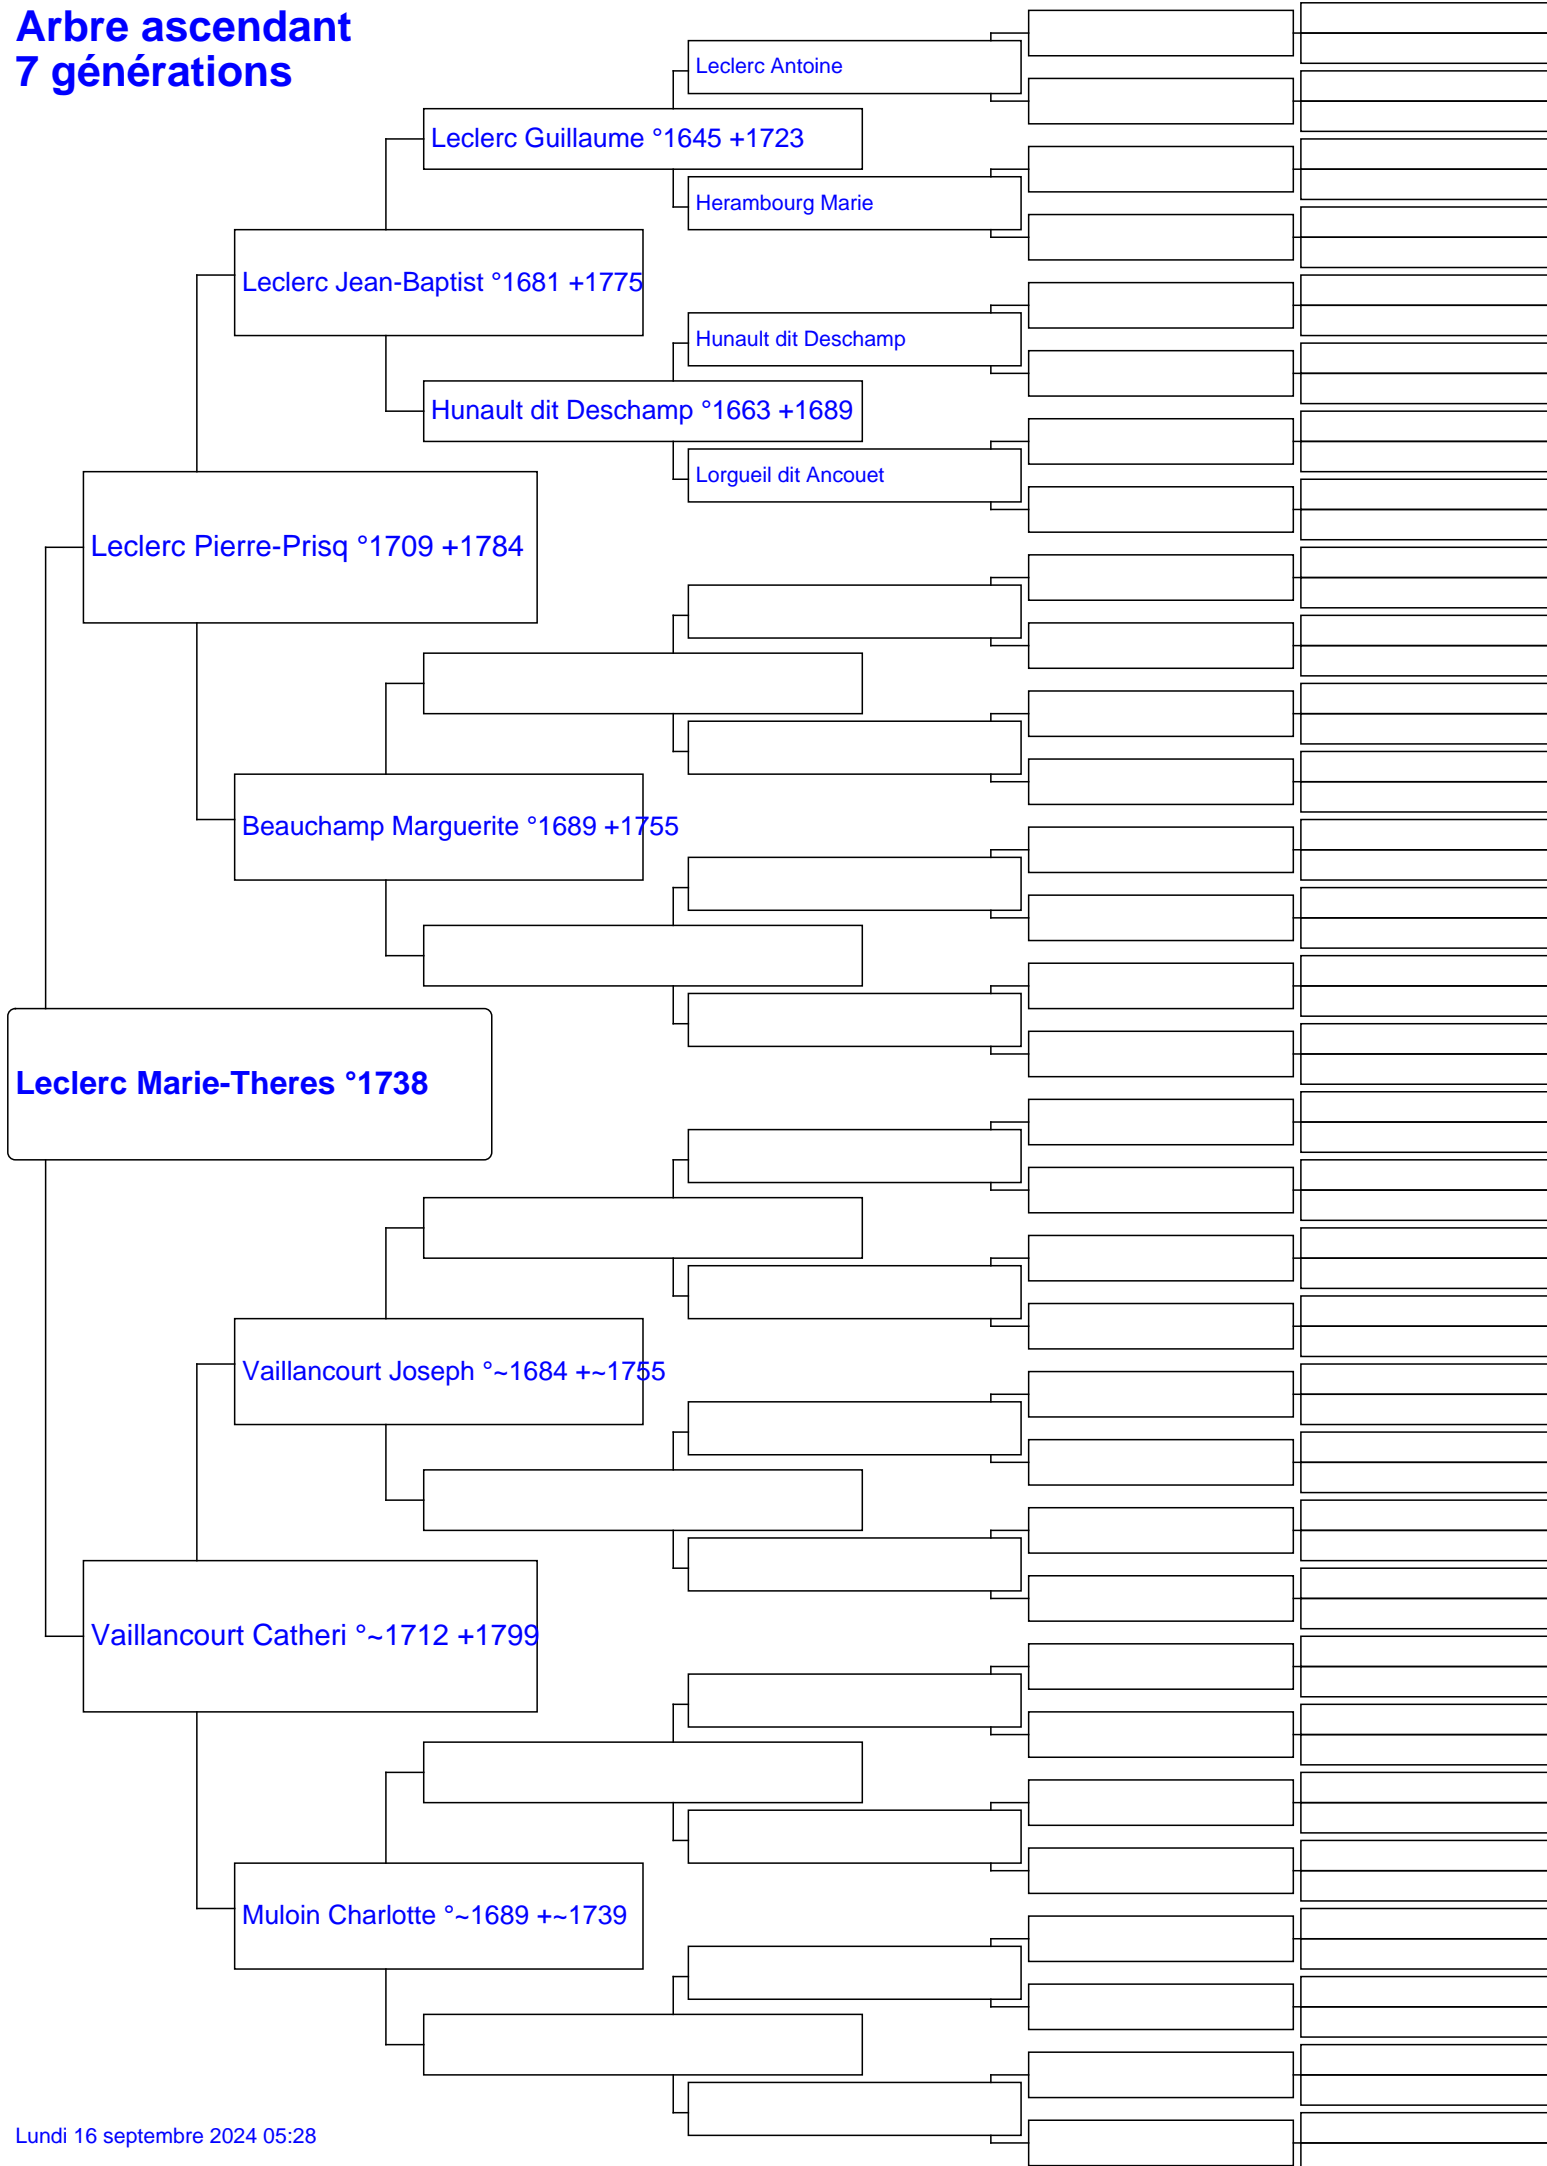 Arbre ascendant
7 générations
Leclerc Antoine
Leclerc Guillaume °1645 +1723
Herambourg Marie
Leclerc Jean-Baptist °1681 +1775
Hunault dit Deschamp
Hunault dit Deschamp °1663 +1689
Lorgueil dit Ancouet
Leclerc Pierre-Prisq °1709 +1784
Beauchamp Marguerite °1689 +1755
Leclerc Marie-Theres °1738
Vaillancourt Joseph °~1684 +~1755
Vaillancourt Catheri °~1712 +1799
Muloin Charlotte °~1689 +~1739
Lundi 16 septembre 2024 05:28